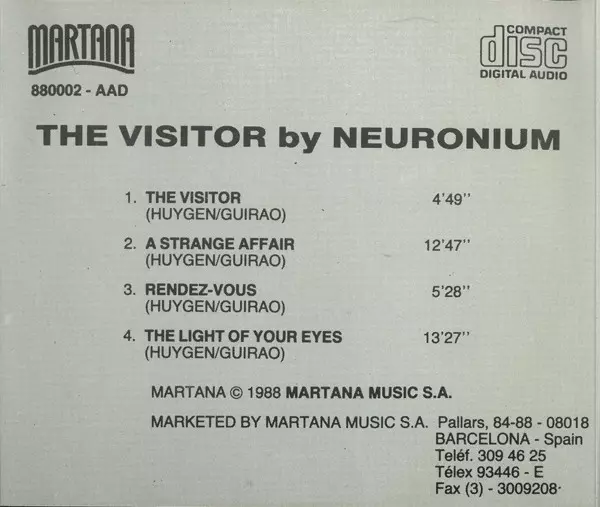 MARTANA
880002 - AAD
COMPACT
disc
DIGITAL AUDIO
THE VISITOR by NEURONIUM
1. THE VISITOR 4'49''
(HUYGEN/GUIRAO)
2. A STRANGE AFFAIR 12'47''
(HUYGEN/GUIRAO)
3. RENDEZ-VOUS 5'28''
(HUYGEN/GUIRAO)
4. THE LIGHT OF YOUR EYES 13'27''
(HUYGEN/GUIRAO)
MARTANA © 1988 MARTANA MUSIC S.A.
MARKETED BY MARTANA MUSIC S.A. Pallars, 84-88 - 08018
BARCELONA - Spain
Teléf. 309 46 25
Télex 93446 - E
Fax (3) - 3009208